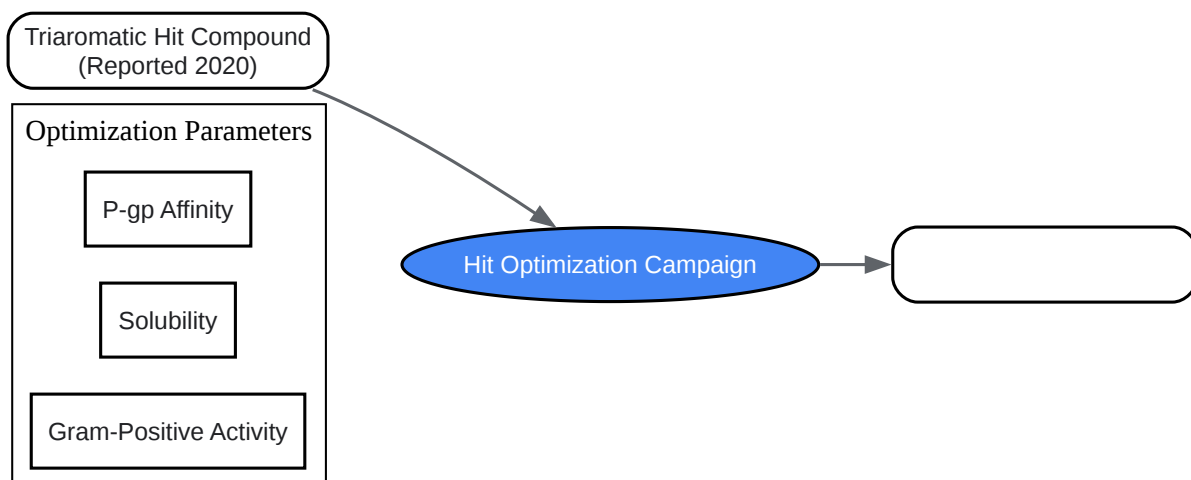 Triaromatic Hit Compound
(Reported 2020)
Optimization Parameters
P-gp Affinity
Solubility
Gram-Positive Activity
Hit Optimization Campaign